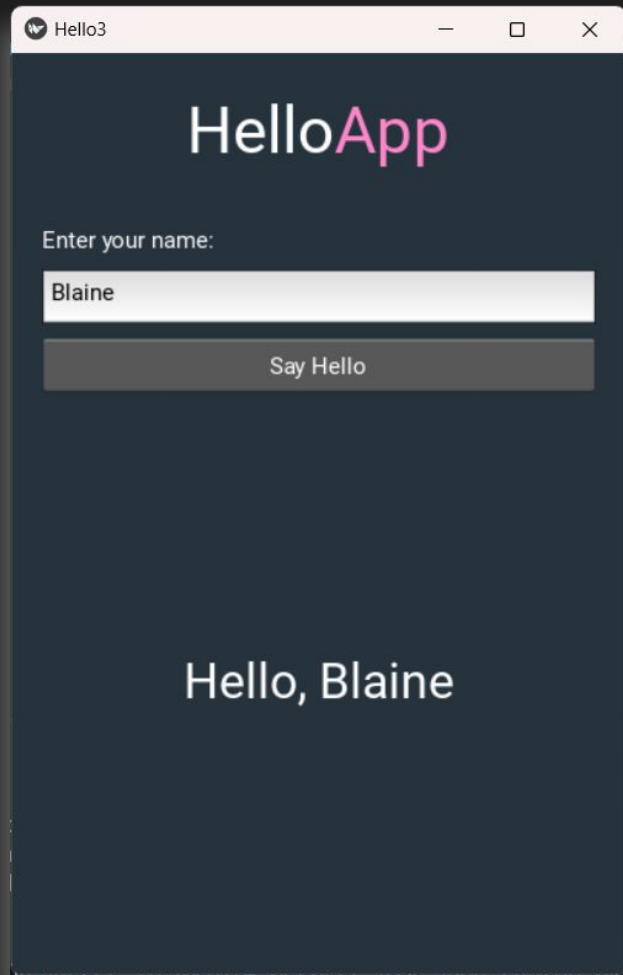 Hello3
HelloApp
Enter your name:
Blaine
Say Hello
Hello, Blaine